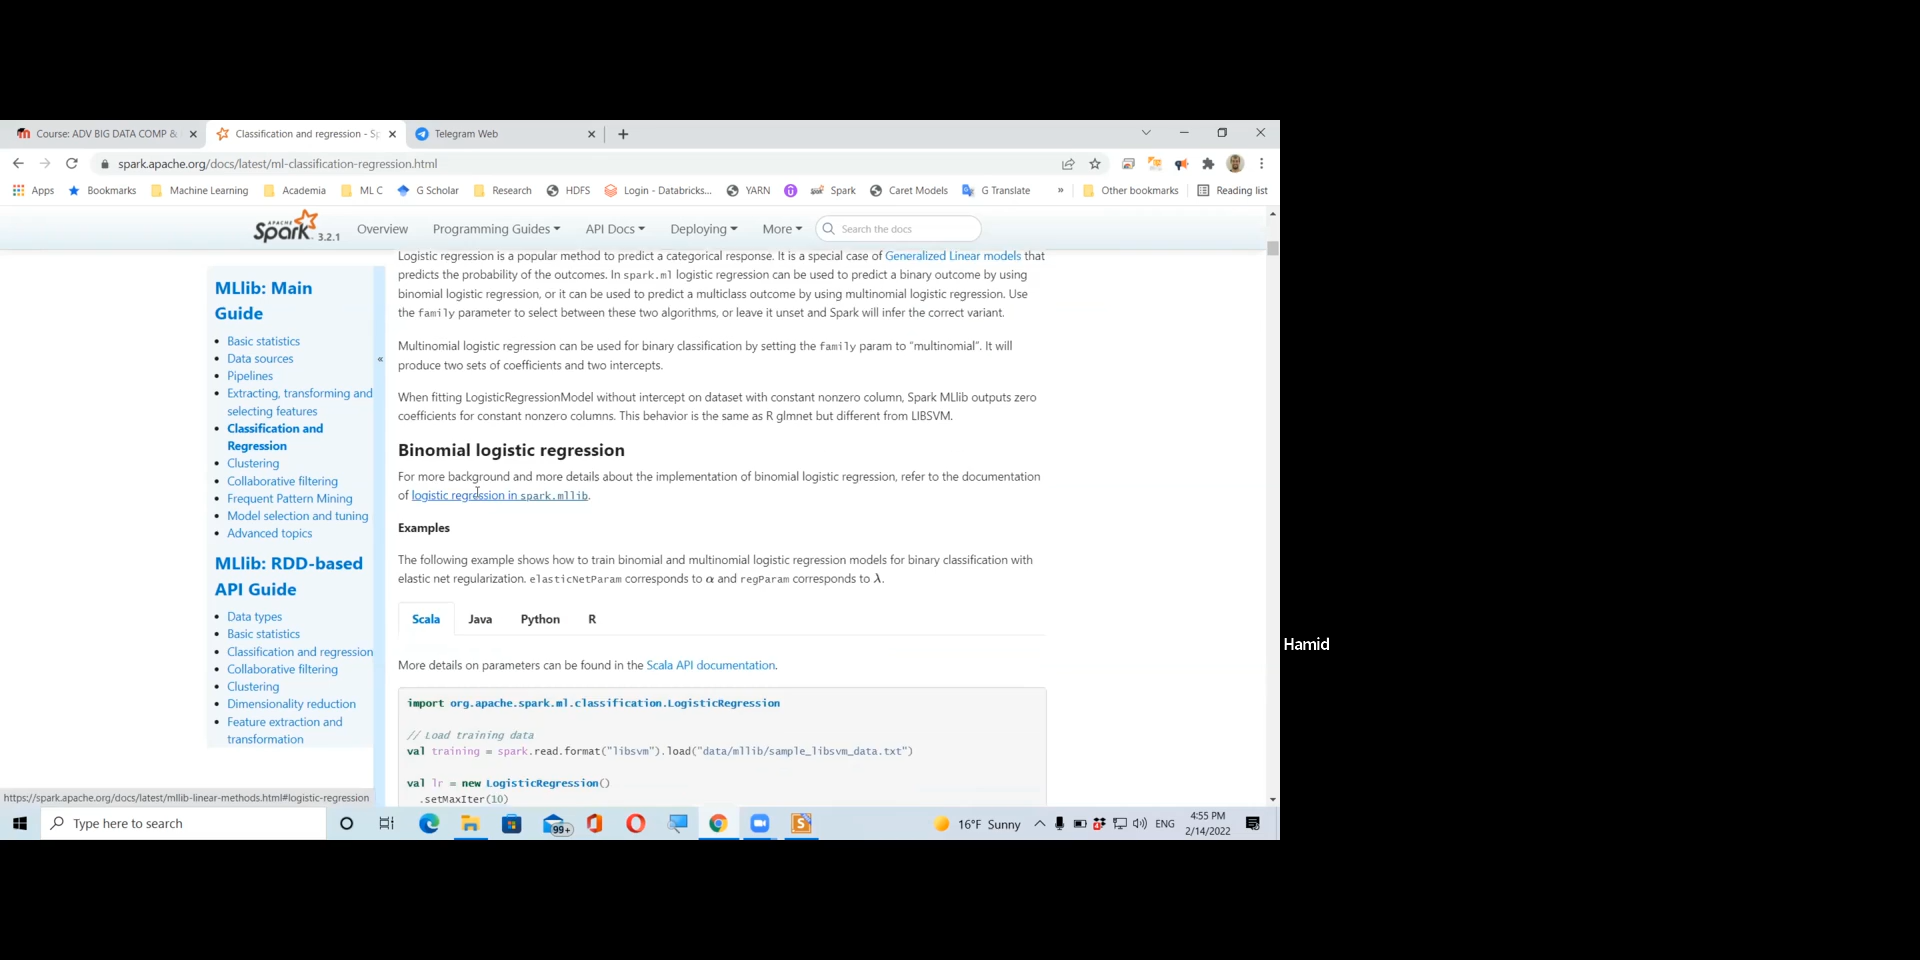 Course: ADV BIG DATA COMP &
Classification and regression - Sp
Telegram Web
spark.apache.org/docs/latest/ml-classification-regression.html
Apps Bookmarks Machine Learning Academia ML C G Scholar Research HDFS Login - Databricks... YARN Spark Caret Models G Translate » Other bookmarks Reading list
APACHE Spark 3.2.1 Overview Programming Guides API Docs Deploying More Search the docs
MLlib: Main
Guide
Basic statistics
Data sources
Pipelines
Extracting, transforming and
selecting features
Classification and
Regression
Clustering
Collaborative filtering
Frequent Pattern Mining
Model selection and tuning
Advanced topics
MLlib: RDD-based
API Guide
Data types
Basic statistics
Classification and regression
Collaborative filtering
Clustering
Dimensionality reduction
Feature extraction and
transformation
«
Logistic regression is a popular method to predict a categorical response. It is a special case of Generalized Linear models that
predicts the probability of the outcomes. In spark.ml logistic regression can be used to predict a binary outcome by using
binomial logistic regression, or it can be used to predict a multiclass outcome by using multinomial logistic regression. Use
the family parameter to select between these two algorithms, or leave it unset and Spark will infer the correct variant.
Multinomial logistic regression can be used for binary classification by setting the family param to “multinomial”. It will
produce two sets of coefficients and two intercepts.
When fitting LogisticRegressionModel without intercept on dataset with constant nonzero column, Spark MLlib outputs zero
coefficients for constant nonzero columns. This behavior is the same as R glmnet but different from LIBSVM.
Binomial logistic regression
For more background and more details about the implementation of binomial logistic regression, refer to the documentation
of logistic regression in spark.mllib.
Examples
The following example shows how to train binomial and multinomial logistic regression models for binary classification with
elastic net regularization. elasticNetParam corresponds to α and regParam corresponds to λ.
Scala Java Python R
More details on parameters can be found in the Scala API documentation.
import org.apache.spark.ml.classification.LogisticRegression
// Load training data
val training = spark.read.format("libsvm").load("data/mllib/sample_libsvm_data.txt")
val lr = new LogisticRegression()
.setMaxIter(10)
https://spark.apache.org/docs/latest/mllib-linear-methods.html#logistic-regression
Type here to search
99+
16°F Sunny
ENG
4:55 PM
2/14/2022
Hamid